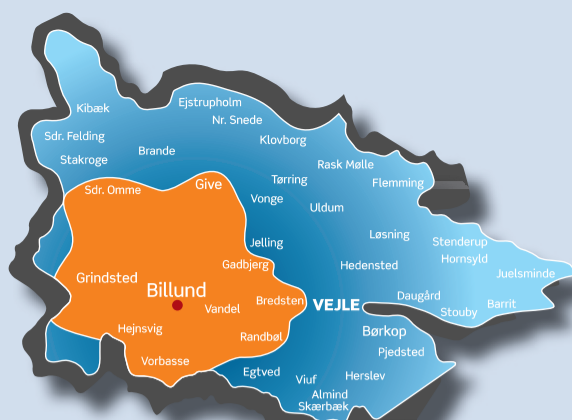 Ejstrupholm
Kibæk
Nr. Snede
Sdr. Felding
Klovborg
Brande
Stakroge
Rask Mølle
Flemming
Tørring
Sdr. Omme
Give
Vonge
Uldum
Løsning
Stenderup
Jelling
Hornsyld
Gadbjerg
Hedensted
Juelsminde
Grindsted
Billund
Daugård
Bredsten
VEJLE
Barrit
Vandel
Stouby
Hejnsvig
Børkop
Randbøl
Pjedsted
Vorbasse
Egtved
Viuf
Herslev
Almind
Skærbæk